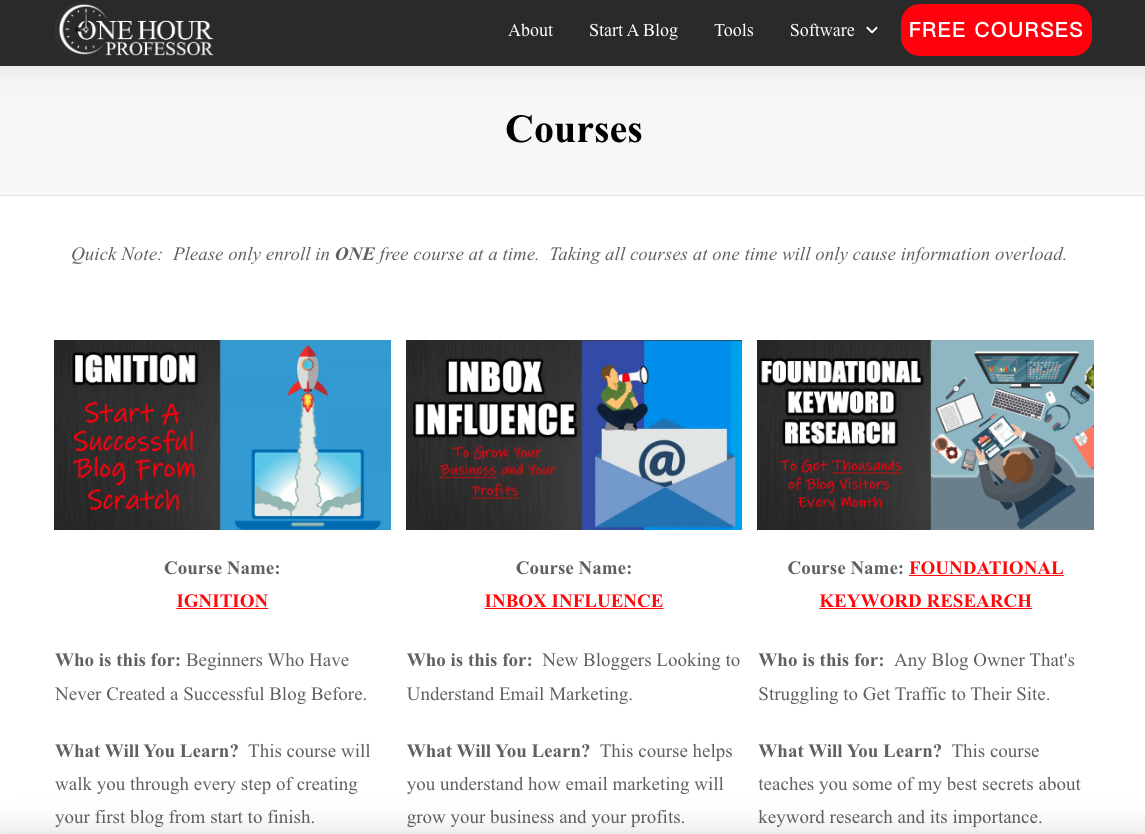 ONE HOUR
PROFESSOR
About Start A Blog Tools Software FREE COURSES
Courses
Quick Note:  Please only enroll in ONE free course at a time.  Taking all courses at one time will only cause information overload.
IGNITION
Start A
Successful
Blog From
Scratch
INBOX
INFLUENCE
To Grow Your
Business and Your
Profits
@
FOUNDATIONAL
KEYWORD
RESEARCH
To Get Thousands
of Blog Visitors
Every Month
Course Name:
IGNITION
Who is this for: Beginners Who Have
Never Created a Successful Blog Before.
What Will You Learn?  This course will
walk you through every step of creating
your first blog from start to finish.
Course Name:
INBOX INFLUENCE
Who is this for:  New Bloggers Looking to
Understand Email Marketing.
What Will You Learn?  This course helps
you understand how email marketing will
grow your business and your profits.
Course Name: FOUNDATIONAL
KEYWORD RESEARCH
Who is this for:  Any Blog Owner That's
Struggling to Get Traffic to Their Site.
What Will You Learn?  This course
teaches you some of my best secrets about
keyword research and its importance.